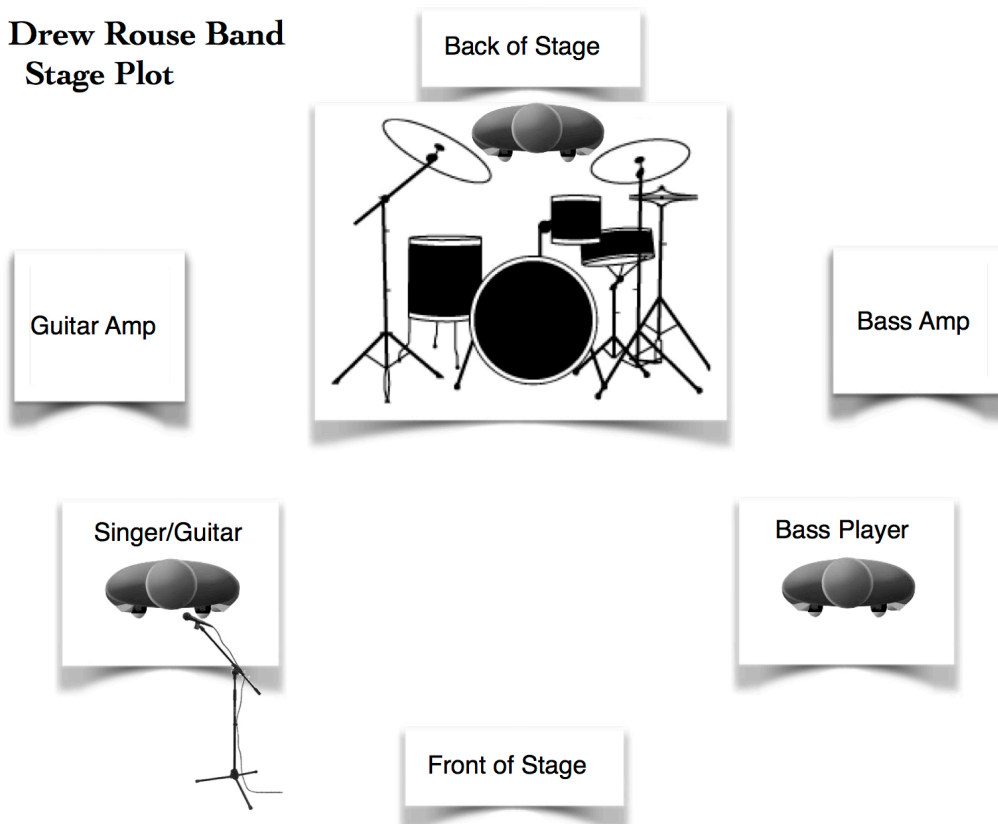 Drew Rouse Band
Stage Plot
Back of Stage
Guitar Amp
Bass Amp
Singer/Guitar
Bass Player
Front of Stage